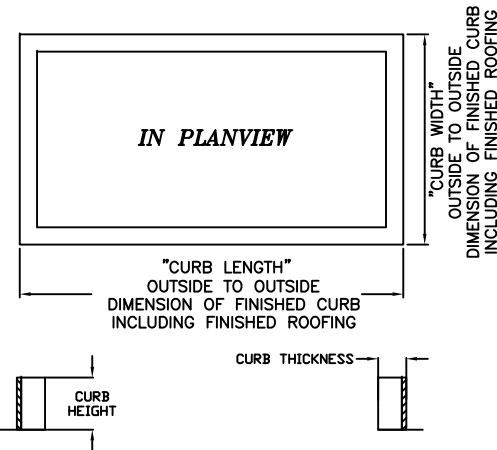 IN PLANVIEW
"CURB WIDTH"
OUTSIDE TO OUTSIDE
DIMENSION OF FINISHED CURB
INCLUDING FINISHED ROOFING
"CURB LENGTH"
OUTSIDE TO OUTSIDE
DIMENSION OF FINISHED CURB
INCLUDING FINISHED ROOFING
CURB THICKNESS
CURB
HEIGHT